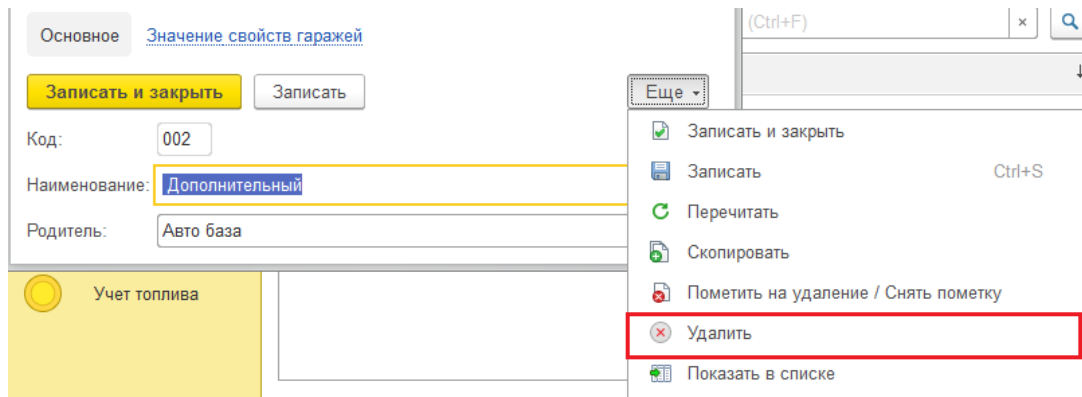 Основное Значение свойств гаражей (Ctrl+F) ×
Записать и закрыть Записать Еще
Код: 002
Наименование: Дополнительный
Родитель: Авто база
Учет топлива
Записать и закрыть
Записать Ctrl+S
Перечитать
Скопировать
Пометить на удаление / Снять пометку
Удалить
Показать в списке